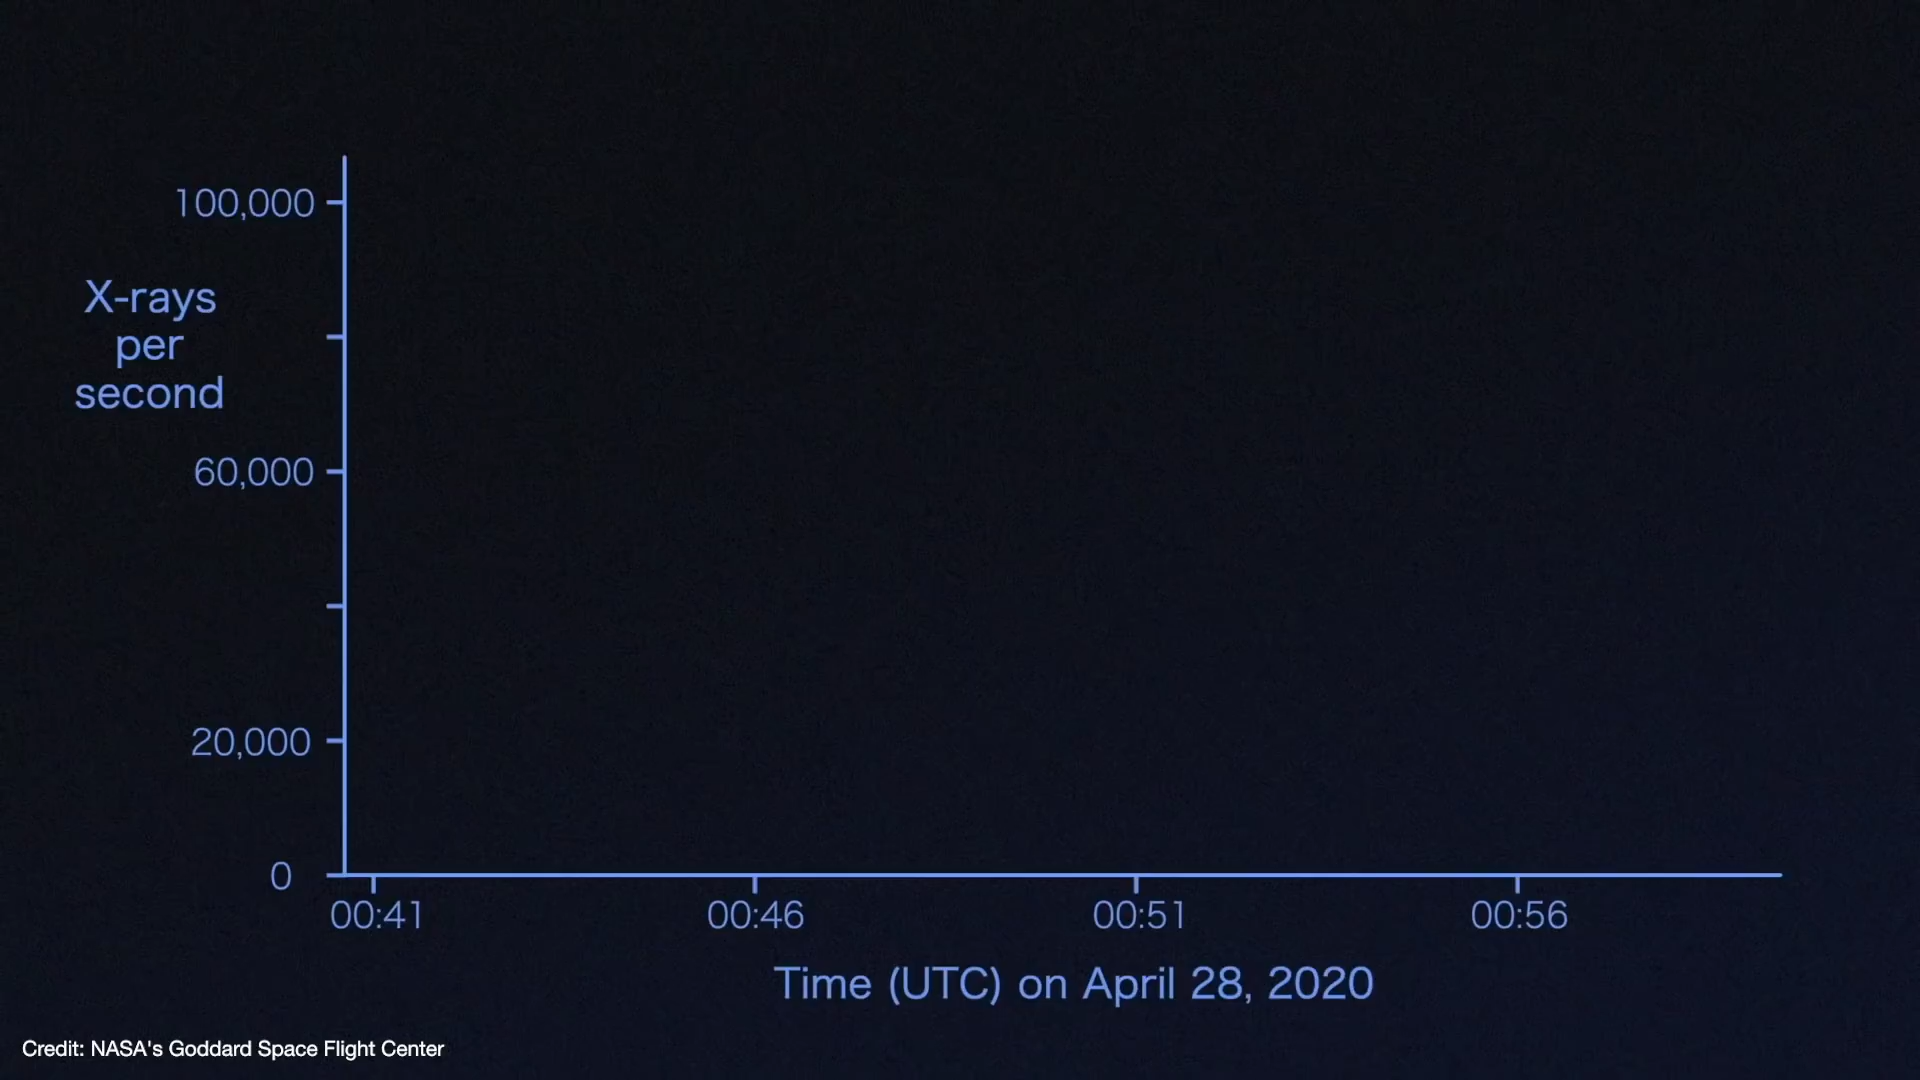 100,000
X-rays
per
second
60,000
20,000
0
00:41 00:46 00:51 00:56
Time (UTC) on April 28, 2020
Credit: NASA's Goddard Space Flight Center